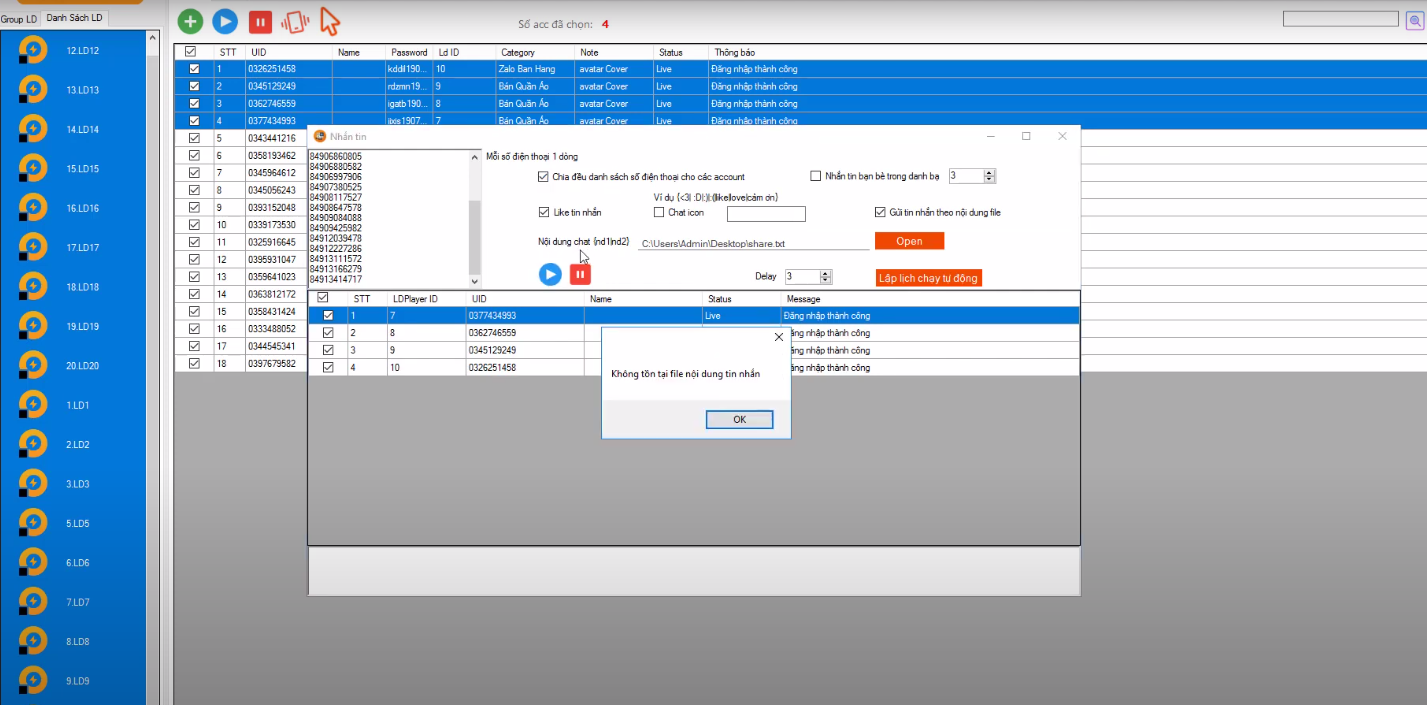 Group LD Danh Sách LD
Số acc đã chọn: 4
12.LD12
13.LD13
14.LD14
15.LD15
16.LD16
17.LD17
18.LD18
19.LD19
20.LD20
1.LD1
2.LD2
3.LD3
5.LD5
6.LD6
7.LD7
8.LD8
9.LD9
STT UID Name Password Ld ID Category Note Status Thông báo
1 0326251458 kddil190... 10 Zalo Ban Hang avatar Cover Live Đăng nhập thành công
2 0345129249 rdzmn19... 9 Bán Quần Áo avatar Cover Live Đăng nhập thành công
3 0362746559 igatb190... 8 Bán Quần Áo avatar Cover Live Đăng nhập thành công
4 0377434993 7 Bán Quần Áo avatar Cover Live Đăng nhập thành công
5 0343441216
6 0358193462
7 0345964612
8 0345056243
9 0393152048
10 0339173530
11 0325916645
12 0395931047
13 0359641023
14 0363812172
15 0358431424
16 0333488052
17 0344545341
18 0397679582
Nhắn tin
84906860805
84906880582
84906997906
84907380525
84908117527
84908647578
84909084088
84909425982
84912039478
84912227286
84913111572
84913166279
84913414717
Mỗi số điện thoại 1 dòng
Chia đều danh sách số điện thoại cho các account
Nhắn tin bạn bè trong danh bạ 3
Ví dụ {<3| :D|:)|:(|like|love|cảm ơn}
Like tin nhắn
Chat icon
Gửi tin nhắn theo nội dung file
Nội dung chat {nd1|nd2} C:\Users\Admin\Desktop\share.txt Open
Delay 3 Lập lịch chạy tự động
STT LDPlayer ID UID Name Status Message
1 7 0377434993 Live Đăng nhập thành công
2 8 0362746559 nhập thành công
3 9 0345129249 nhập thành công
4 10 0326251458 nhập thành công
Không tồn tại file nội dung tin nhắn
OK